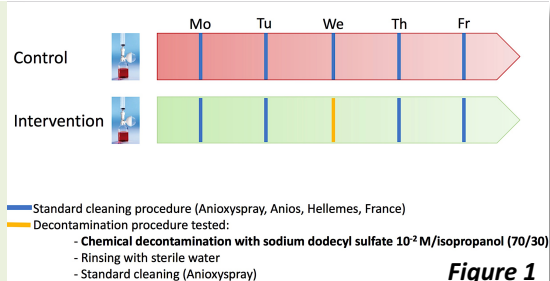 Mo Tu We Th Fr
Control
Intervention
Standard cleaning procedure (Anioxyspray, Anios, Hellemes, France)
Decontamination procedure tested:
- Chemical decontamination with sodium dodecyl sulfate 10-2 M/isopropanol (70/30)
- Rinsing with sterile water
- Standard cleaning (Anioxyspray)
Figure 1